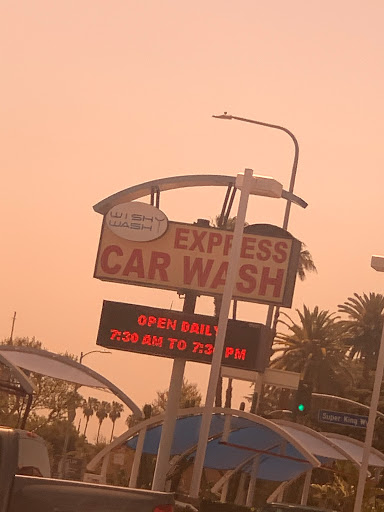 WISHY
WASH
EXPRESS
CAR WASH
OPEN DAILY
7:30 AM TO 7:30 PM
Super King W